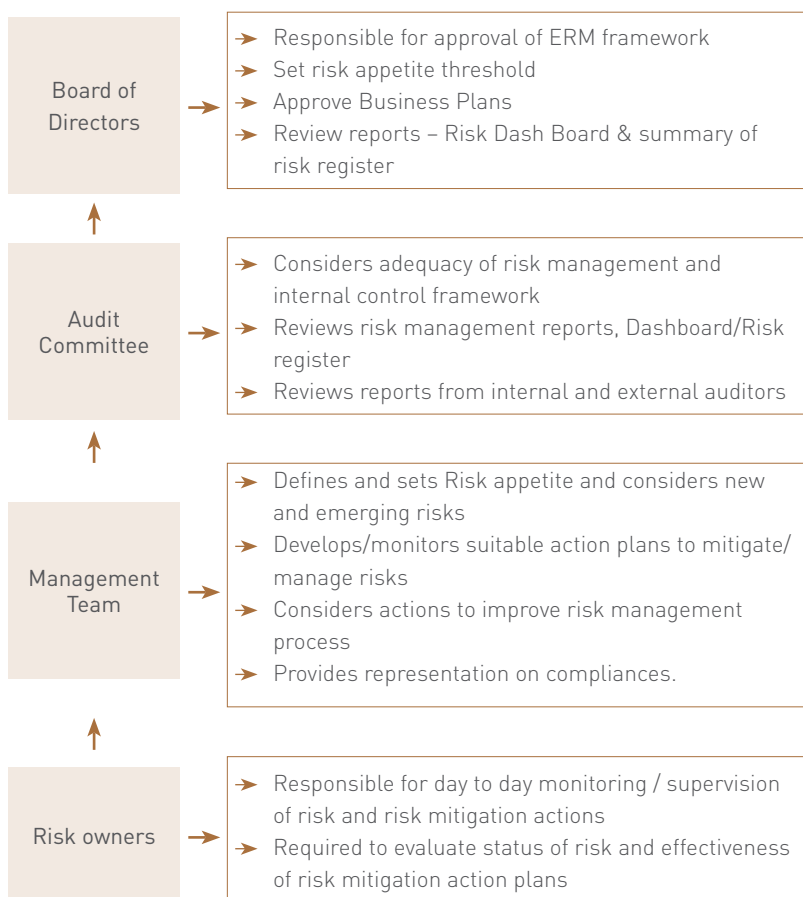 Board of
Directors
Responsible for approval of ERM framework
Set risk appetite threshold
Approve Business Plans
Review reports – Risk Dash Board & summary of
risk register
Audit
Committee
Considers adequacy of risk management and
internal control framework
Reviews risk management reports, Dashboard/Risk
register
Reviews reports from internal and external auditors
Management
Team
Defines and sets Risk appetite and considers new
and emerging risks
Develops/monitors suitable action plans to mitigate/
manage risks
Considers actions to improve risk management
process
Provides representation on compliances.
Risk owners
Responsible for day to day monitoring / supervision
of risk and risk mitigation actions
Required to evaluate status of risk and effectiveness
of risk mitigation action plans